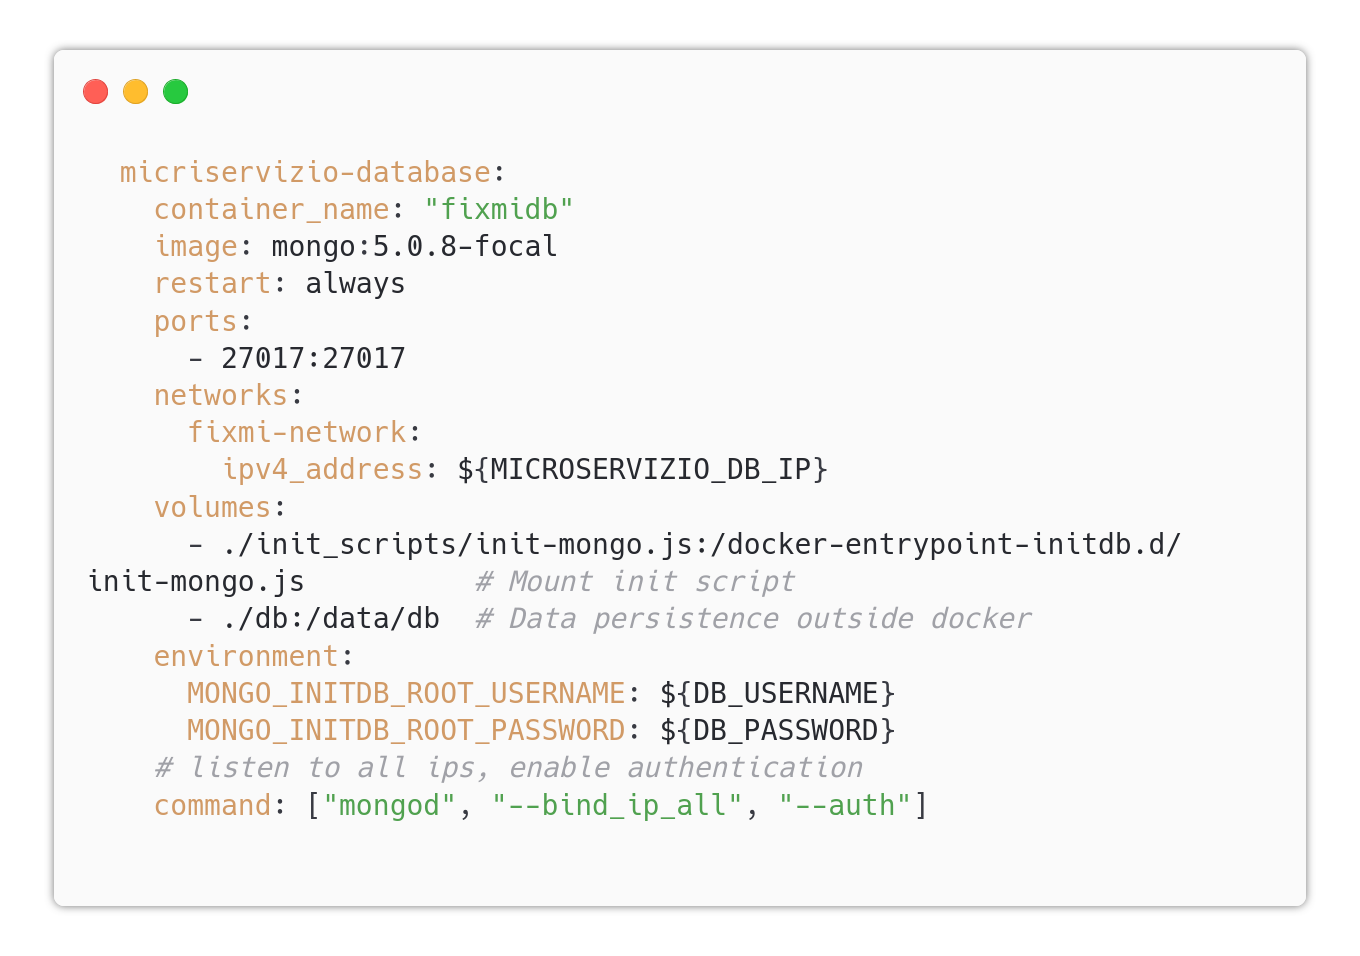 micriservizio-database:
container_name: "fixmidb"
image: mongo:5.0.8-focal
restart: always
ports:
- 27017:27017
networks:
fixmi-network:
ipv4_address: ${MICROSERVIZIO_DB_IP}
volumes:
- ./init_scripts/init-mongo.js:/docker-entrypoint-initdb.d/
init-mongo.js # Mount init script
- ./db:/data/db # Data persistence outside docker
environment:
MONGO_INITDB_ROOT_USERNAME: ${DB_USERNAME}
MONGO_INITDB_ROOT_PASSWORD: ${DB_PASSWORD}
# listen to all ips, enable authentication
command: ["mongod", "--bind_ip_all", "--auth"]